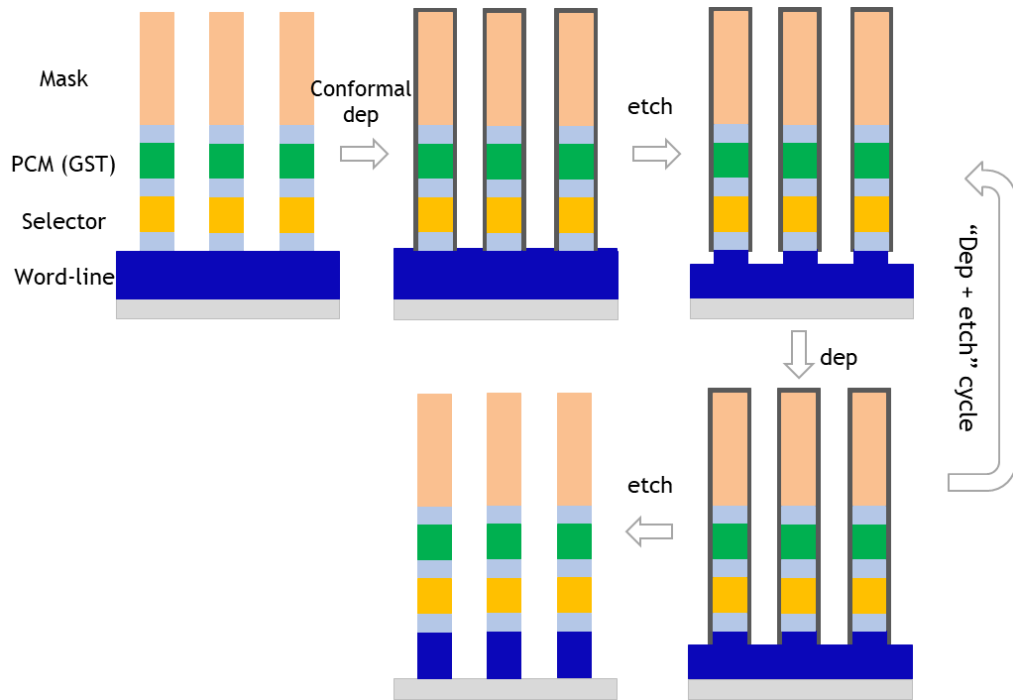 Mask
PCM (GST)
Selector
Word-line
Conformal
dep
etch
dep
“Dep + etch” cycle
etch